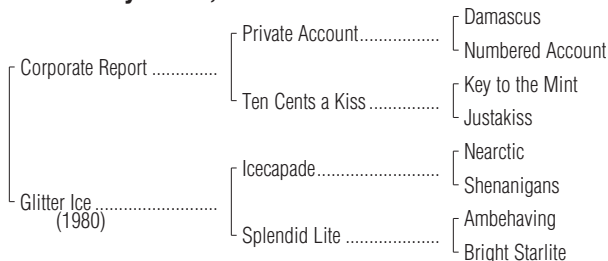 Damascus
Private Account.................
Numbered Account
Corporate Report ..............
Key to the Mint
Ten Cents a Kiss ...............
Justakiss
Nearctic
Icecapade..........................
Shenanigans
Glitter Ice ..........................
(1980)
Ambehaving
Splendid Lite ....................
Bright Starlite